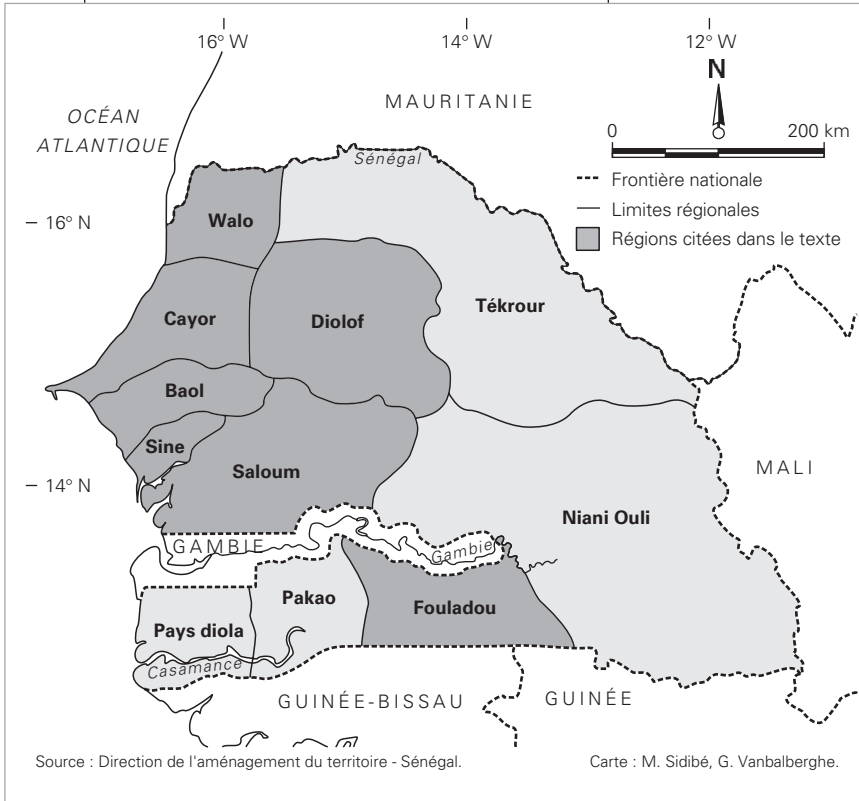 16° W
14° W
12° W
N
OCÉAN
ATLANTIQUE
MAURITANIE
0
200 km
Sénégal
Frontière nationale
Limites régionales
Régions citées dans le texte
– 16° N
Walo
Cayor
Diolof
Tékrour
Baol
Sine
Saloum
– 14° N
MALI
Niani Ouli
GAMBIE
Gambie
Pakao
Fouladou
Pays diola
Casamance
GUINÉE-BISSAU
GUINÉE
Source : Direction de l'aménagement du territoire - Sénégal.
Carte : M. Sidibé, G. Vanbalberghe.